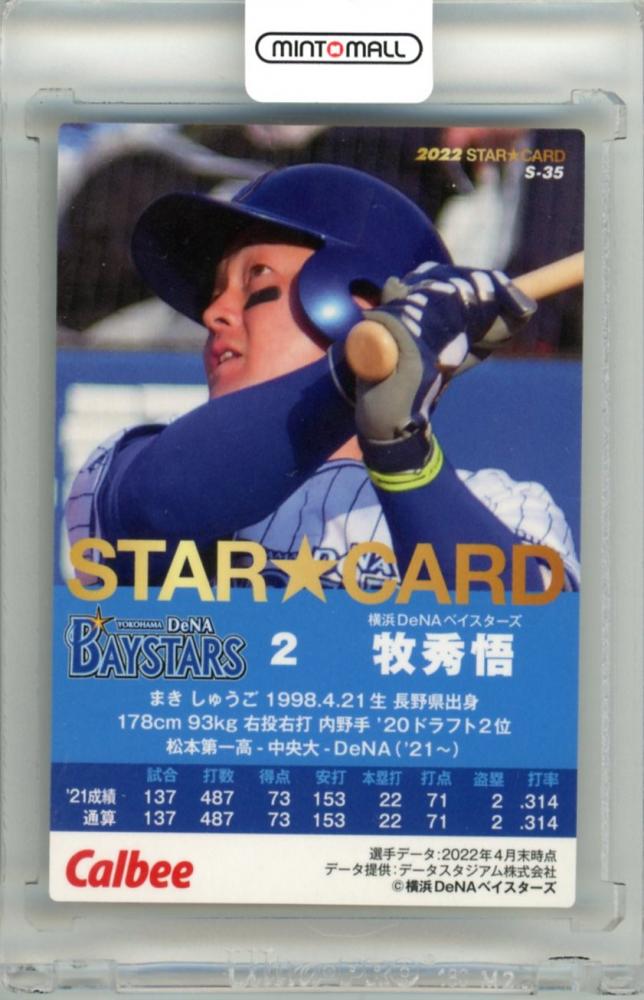 MINTMALL
2022 STAR★CARD
S-35
STAR★CARD
横浜DeNAベイスターズ
YOKOHAMA DeNA
BAYSTARS
2 牧秀悟
まき しゅうご 1998.4.21生 長野県出身
178cm 93kg 右投右打 内野手 '20ドラフト2位
松本第一高-中央大-DeNA('21~)
試合 打数 得点 安打 本塁打 打点 盗塁 打率
'21成績 137 487 73 153 22 71 2 .314
通算 137 487 73 153 22 71 2 .314
Calbee
選手データ:2022年4月末時点
データ提供:データスタジアム株式会社
©横浜DeNAベイスターズ